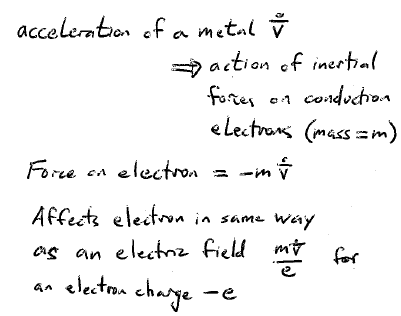 acceleration of a metal v̇
⇒ action of inertial
forces on conduction
electrons (mass = m)
Force on electron = -m v̇
Affects electron in same way
as an electric field mv̇/e for
an electron charge -e